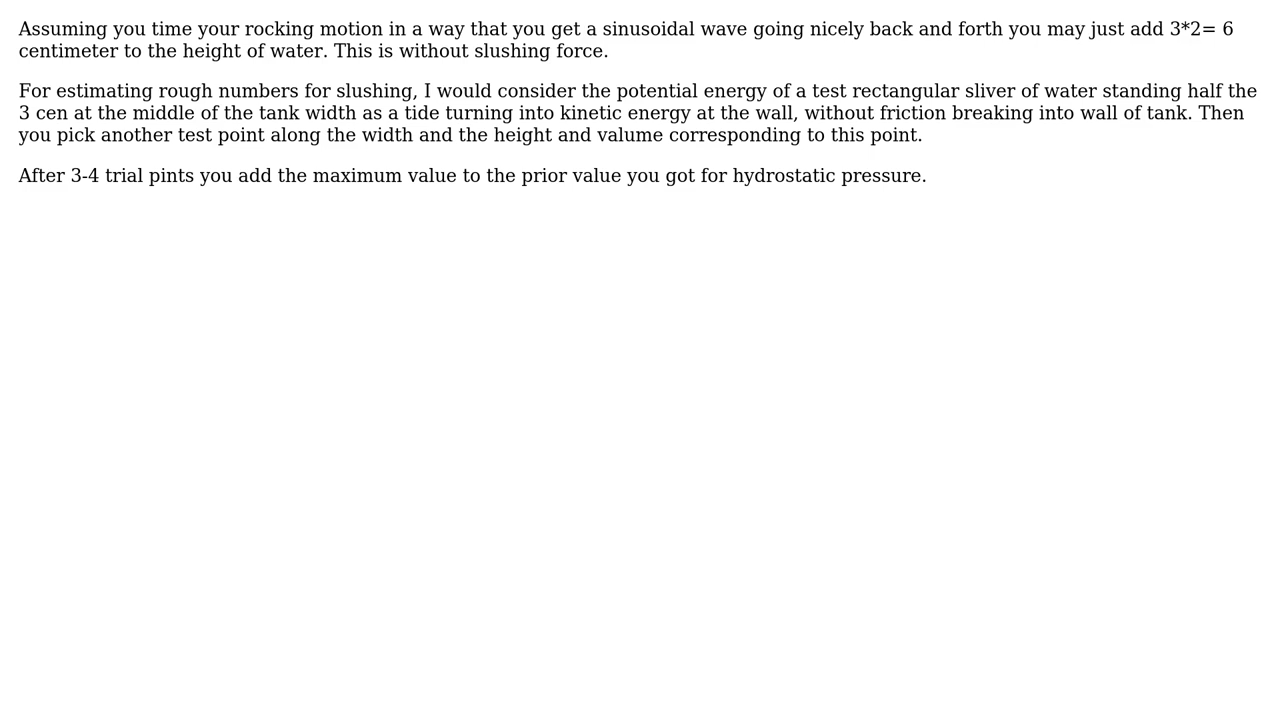 Assuming you time your rocking motion in a way that you get a sinusoidal wave going nicely back and forth you may just add 3*2= 6
centimeter to the height of water. This is without slushing force.
For estimating rough numbers for slushing, I would consider the potential energy of a test rectangular sliver of water standing half the
3 cen at the middle of the tank width as a tide turning into kinetic energy at the wall, without friction breaking into wall of tank. Then
you pick another test point along the width and the height and valume corresponding to this point.
After 3-4 trial pints you add the maximum value to the prior value you got for hydrostatic pressure.